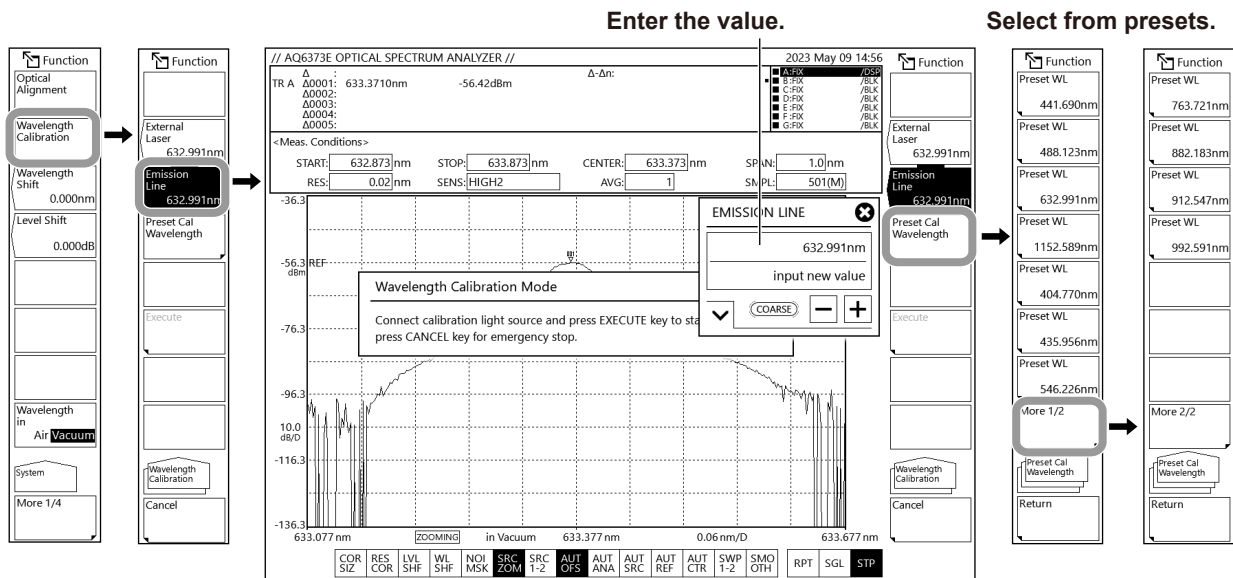 Enter the value.
Select from presets.
Function
Optical
Alignment
Wavelength
Calibration
Wavelength
Shift
0.000nm
Level Shift
0.000dB
Wavelength
in
Air Vacuum
System
More 1/4
Function
External
Laser
632.991nm
Emission
Line
632.991nm
Preset Cal
Wavelength
Execute
Wavelength
Calibration
Cancel
// AQ6373E OPTICAL SPECTRUM ANALYZER //
2023 May 09 14:56
Δ :
Δ-Δn:
TR A Δ0001: 633.3710nm -56.42dBm
Δ0002:
Δ0003:
Δ0004:
Δ0005:
A:FIX /DSP
B:FIX /BLK
C:FIX /BLK
D:FIX /BLK
E:FIX /BLK
F:FIX /BLK
G:FIX /BLK
<Meas. Conditions>
START: 632.873 nm STOP: 633.873 nm CENTER: 633.373 nm SPAN: 1.0 nm
RES: 0.02 nm SENS: HIGH2 AVG: 1 SMPL: 501(M)
-36.3
-56.3 REF
dBm
-76.3
-96.3
10.0
dB/D
-116.3
-136.3
Wavelength Calibration Mode
Connect calibration light source and press EXECUTE key to sta
press CANCEL key for emergency stop.
EMISSION LINE
632.991nm
input new value
COARSE
633.077 nm ZOOMING in Vacuum 633.377 nm 0.06 nm/D 633.677 nm
COR SIZ
RES COR
LVL SHF
WL SHF
NOI MSK
SRC ZOM
SRC 1-2
AUT OFS
AUT ANA
AUT SRC
AUT REF
AUT CTR
SWP 1-2
SMO OTH
RPT SGL STP
Function
External
Laser
632.991nm
Emission
Line
632.991nm
Preset Cal
Wavelength
Execute
Wavelength
Calibration
Cancel
Function
Preset WL
441.690nm
Preset WL
488.123nm
Preset WL
632.991nm
Preset WL
1152.589nm
Preset WL
404.770nm
Preset WL
435.956nm
Preset WL
546.226nm
More 1/2
Preset Cal
Wavelength
Return
Function
Preset WL
763.721nm
Preset WL
882.183nm
Preset WL
912.547nm
Preset WL
992.591nm
More 2/2
Preset Cal
Wavelength
Return